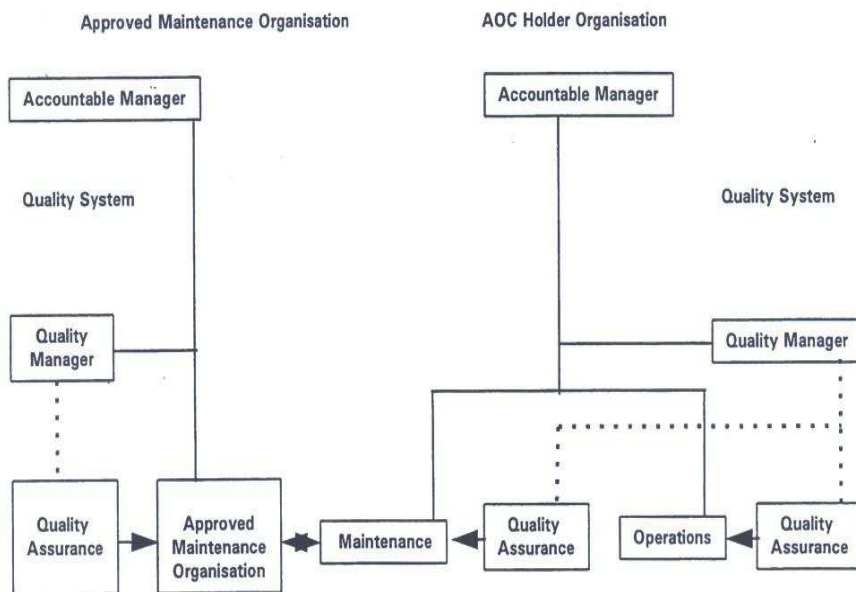 Approved Maintenance Organisation
AOC Holder Organisation
Accountable Manager
Accountable Manager
Quality System
Quality System
Quality
Manager
Quality Manager
Quality
Assurance
Approved
Maintenance
Organisation
Maintenance
Quality
Assurance
Operations
Quality
Assurance